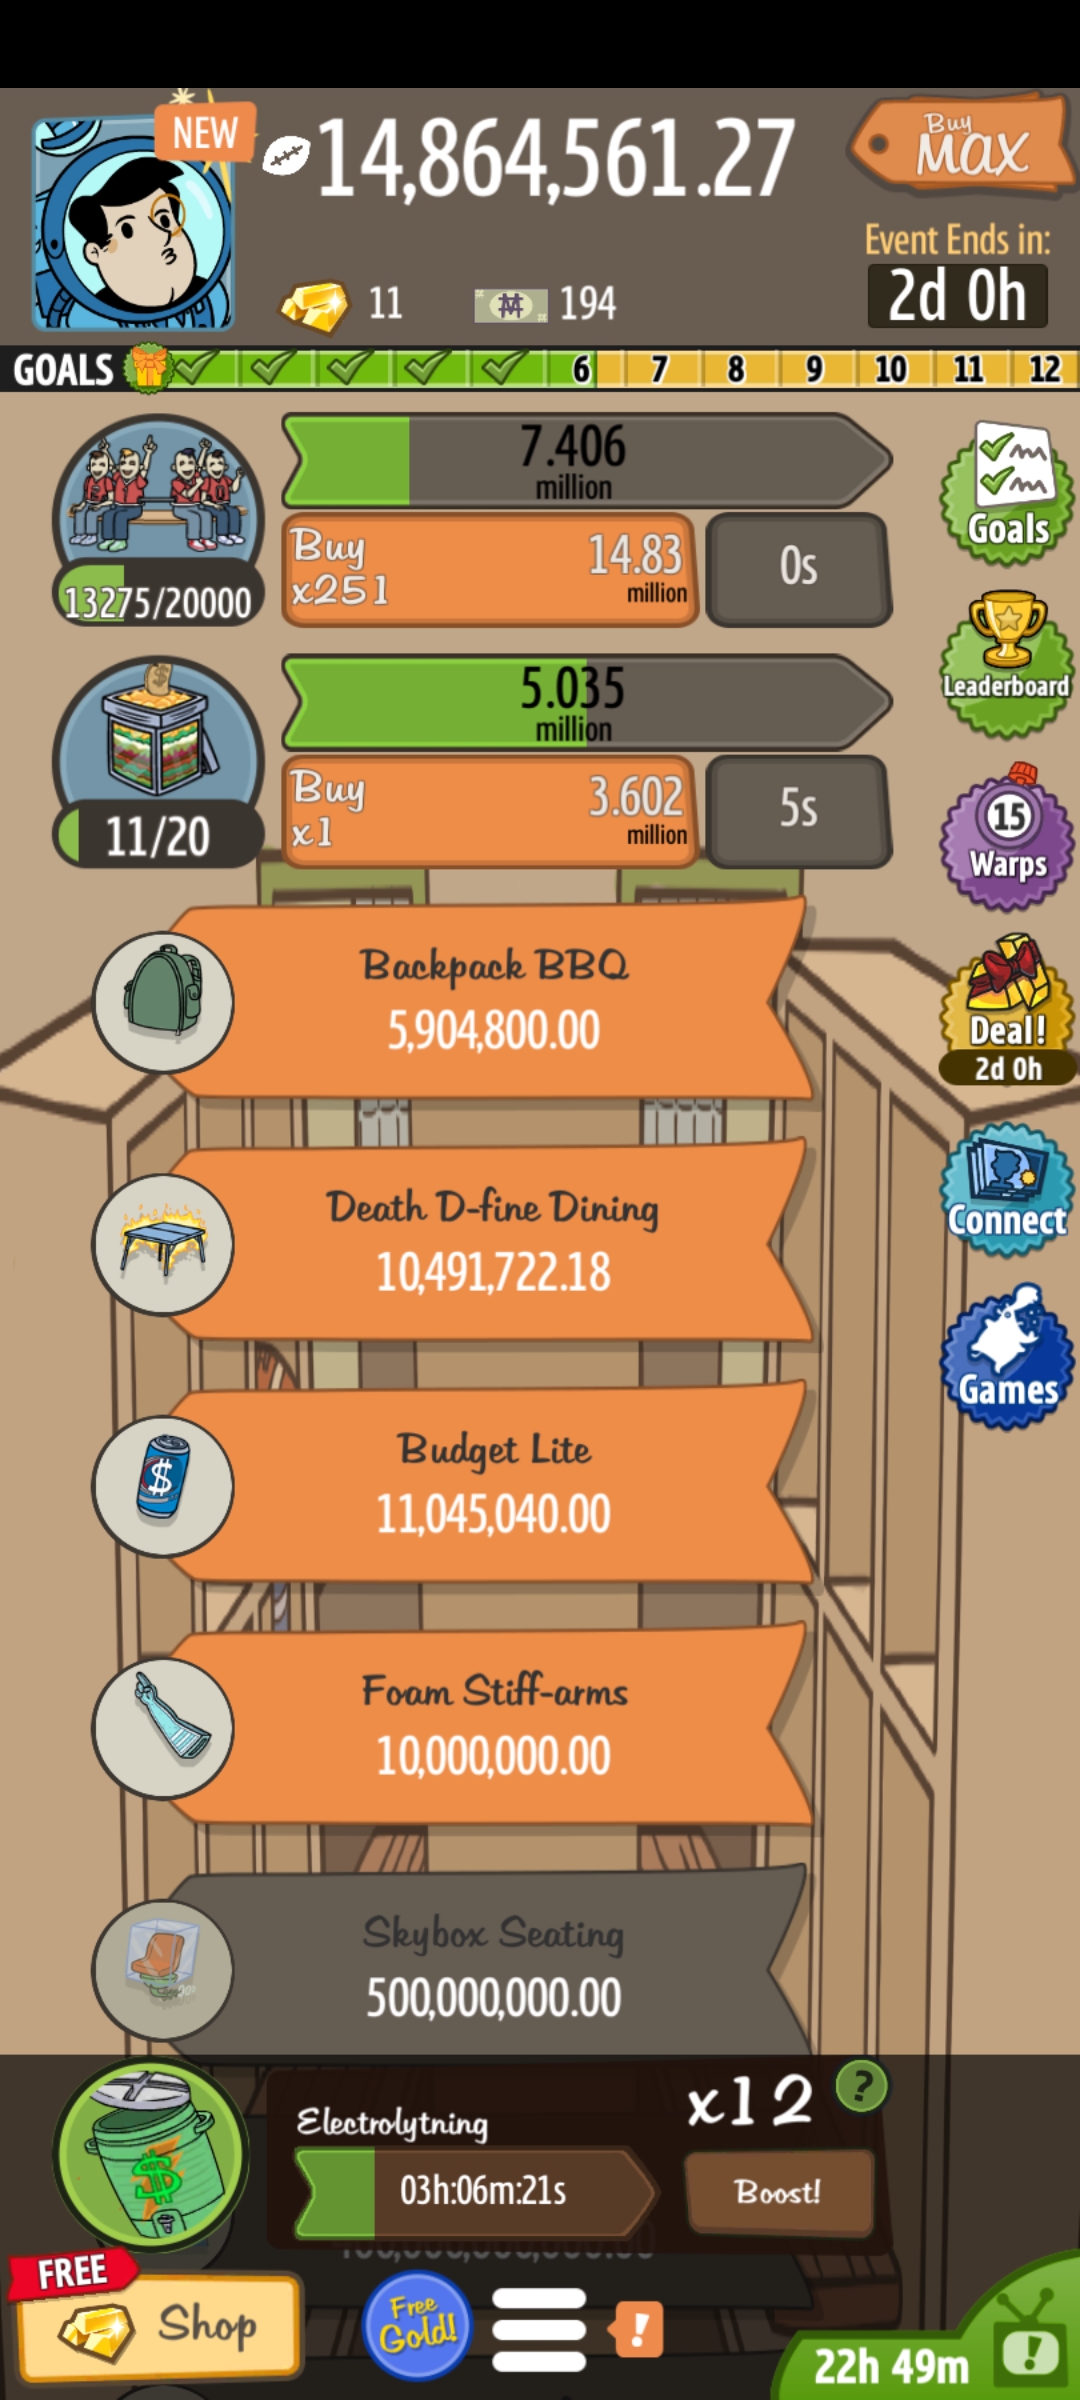 NEW
14,864,561.27
Buy
MAX
Event Ends in:
2d 0h
11
194
GOALS
6
7
8
9
10
11
12
7.406
million
Buy
x251
14.83
million
0s
13275/20000
Goals
5.035
million
Buy
x1
3.602
million
5s
11/20
Leaderboard
15
Warps
Backpack BBQ
5,904,800.00
Deal!
2d 0h
Death D-fine Dining
10,491,722.18
Connect
Budget Lite
11,045,040.00
Games
Foam Stiff-arms
10,000,000.00
Skybox Seating
500,000,000.00
Electrolytning
x12
?
03h:06m:21s
Boost!
FREE
Shop
Free
Gold!
!
22h 49m
!